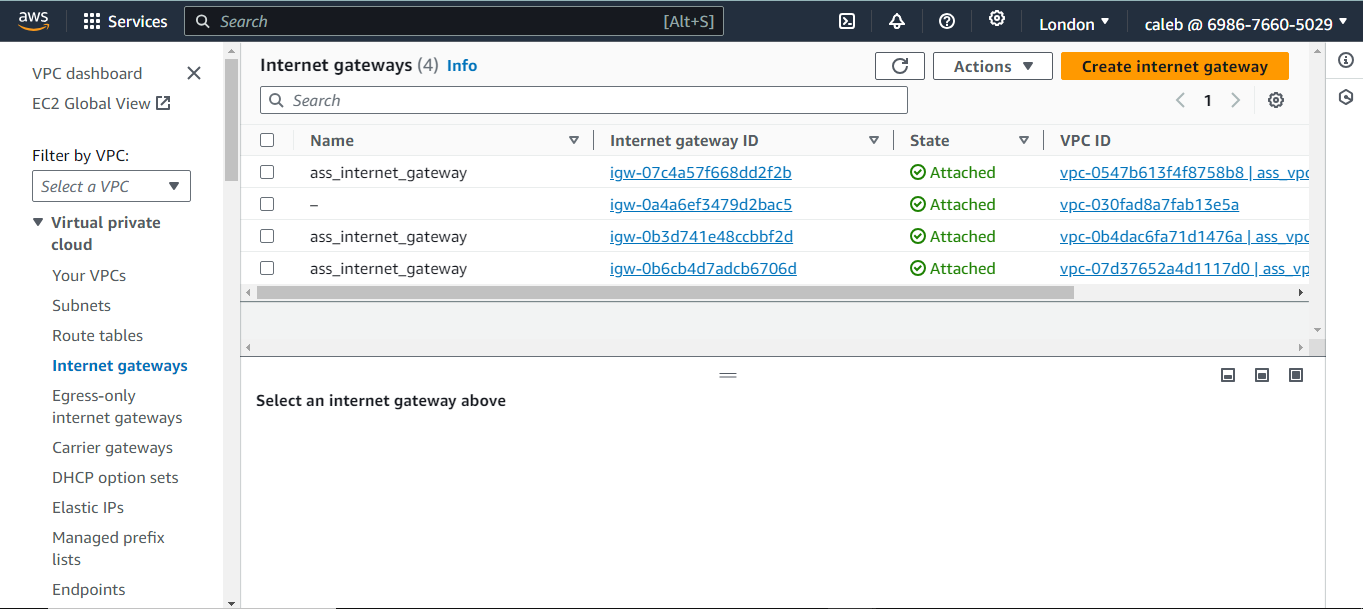 aws Services Search [Alt+S] London caleb @ 6986-7660-5029
VPC dashboard
EC2 Global View
Filter by VPC:
Select a VPC
Virtual private
cloud
Your VPCs
Subnets
Route tables
Internet gateways
Egress-only
internet gateways
Carrier gateways
DHCP option sets
Elastic IPs
Managed prefix
lists
Endpoints
Internet gateways (4) Info
Actions
Create internet gateway
Search
1
Name Internet gateway ID State VPC ID
ass_internet_gateway igw-07c4a57f668dd2f2b Attached vpc-0547b613f4f8758b8 | ass_vpc
– igw-0a4a6ef3479d2bac5 Attached vpc-030fad8a7fab13e5a
ass_internet_gateway igw-0b3d741e48ccbbf2d Attached vpc-0b4dac6fa71d1476a | ass_vpc
ass_internet_gateway igw-0b6cb4d7adcb6706d Attached vpc-07d37652a4d1117d0 | ass_vp
Select an internet gateway above